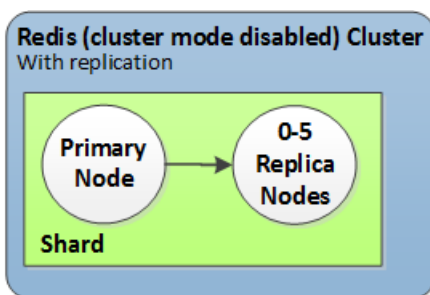 Redis (cluster mode disabled) Cluster
With replication
Primary
Node
0-5
Replica
Nodes
Shard